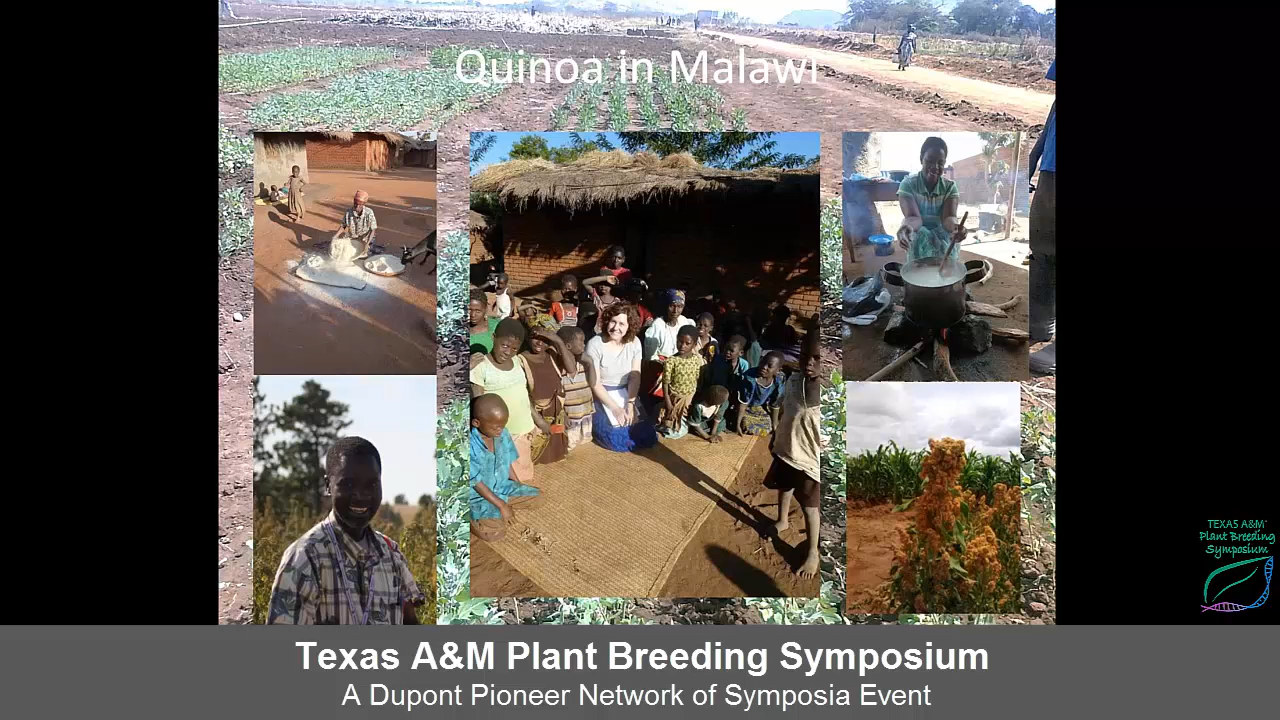 Quinoa in Malawi
TEXAS A&M
Plant Breeding
Symposium
Texas A&M Plant Breeding Symposium
A Dupont Pioneer Network of Symposia Event